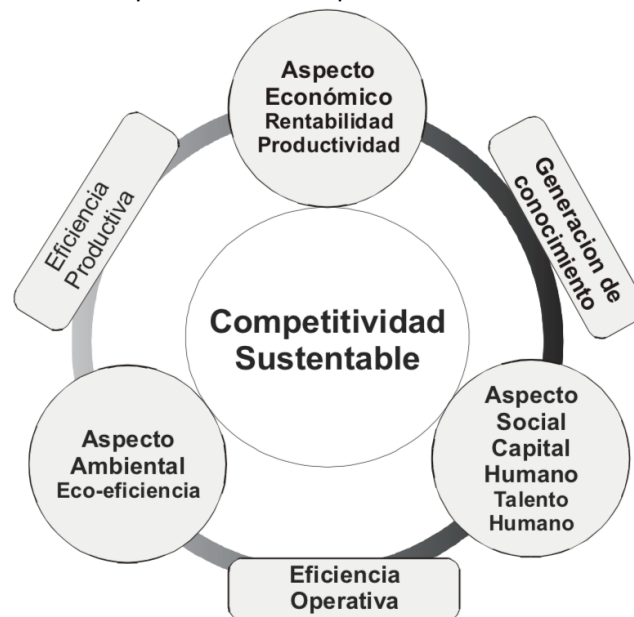 Aspecto
Económico
Rentabilidad
Productividad
Eficiencia
Productiva
Generacion de
conocimiento
Competitividad
Sustentable
Aspecto
Ambiental
Eco-eficiencia
Aspecto
Social
Capital
Humano
Talento
Humano
Eficiencia
Operativa